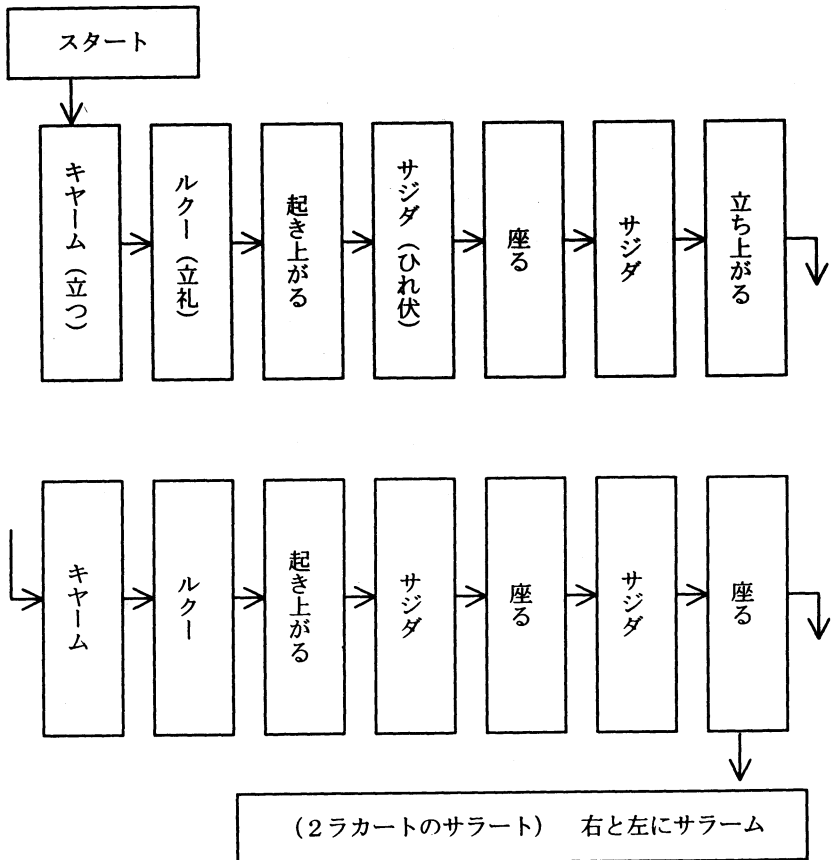 スタート
キヤーム（立つ）
ルクー（立礼）
起き上がる
サジダ（ひれ伏）
座る
サジダ
立ち上がる
キヤーム
ルクー
起き上がる
サジダ
座る
サジダ
座る
（2ラカートのサラート）　右と左にサラーム